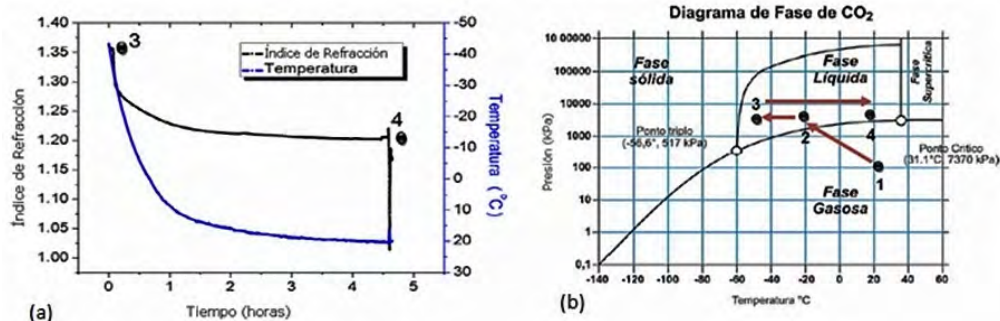 1.40
1.35
1.30
1.25
1.20
1.15
1.10
1.05
1.00
Índice de Refracción
3
Índice de Refracción
Temperatura
4
-50
-40
-30
-20
-10
0
10
20
30
Temperatura (°C)
0
1
2
3
4
5
Tiempo (horas)
(a)
Diagrama de Fase de CO2
10 00000
100000
10000
1000
100
10
1
0,1
Presión (kPa)
Fase sólida
Fase Líquida
Fase Supercrítica
3
2
4
1
Ponto triplo
(-56,6°, 517 kPa)
Ponto Crítico
(31.1°C, 7370 kPa)
Fase Gasosa
-140
-120
-100
-80
-60
-40
-20
0
20
40
60
Temperatura °C
(b)